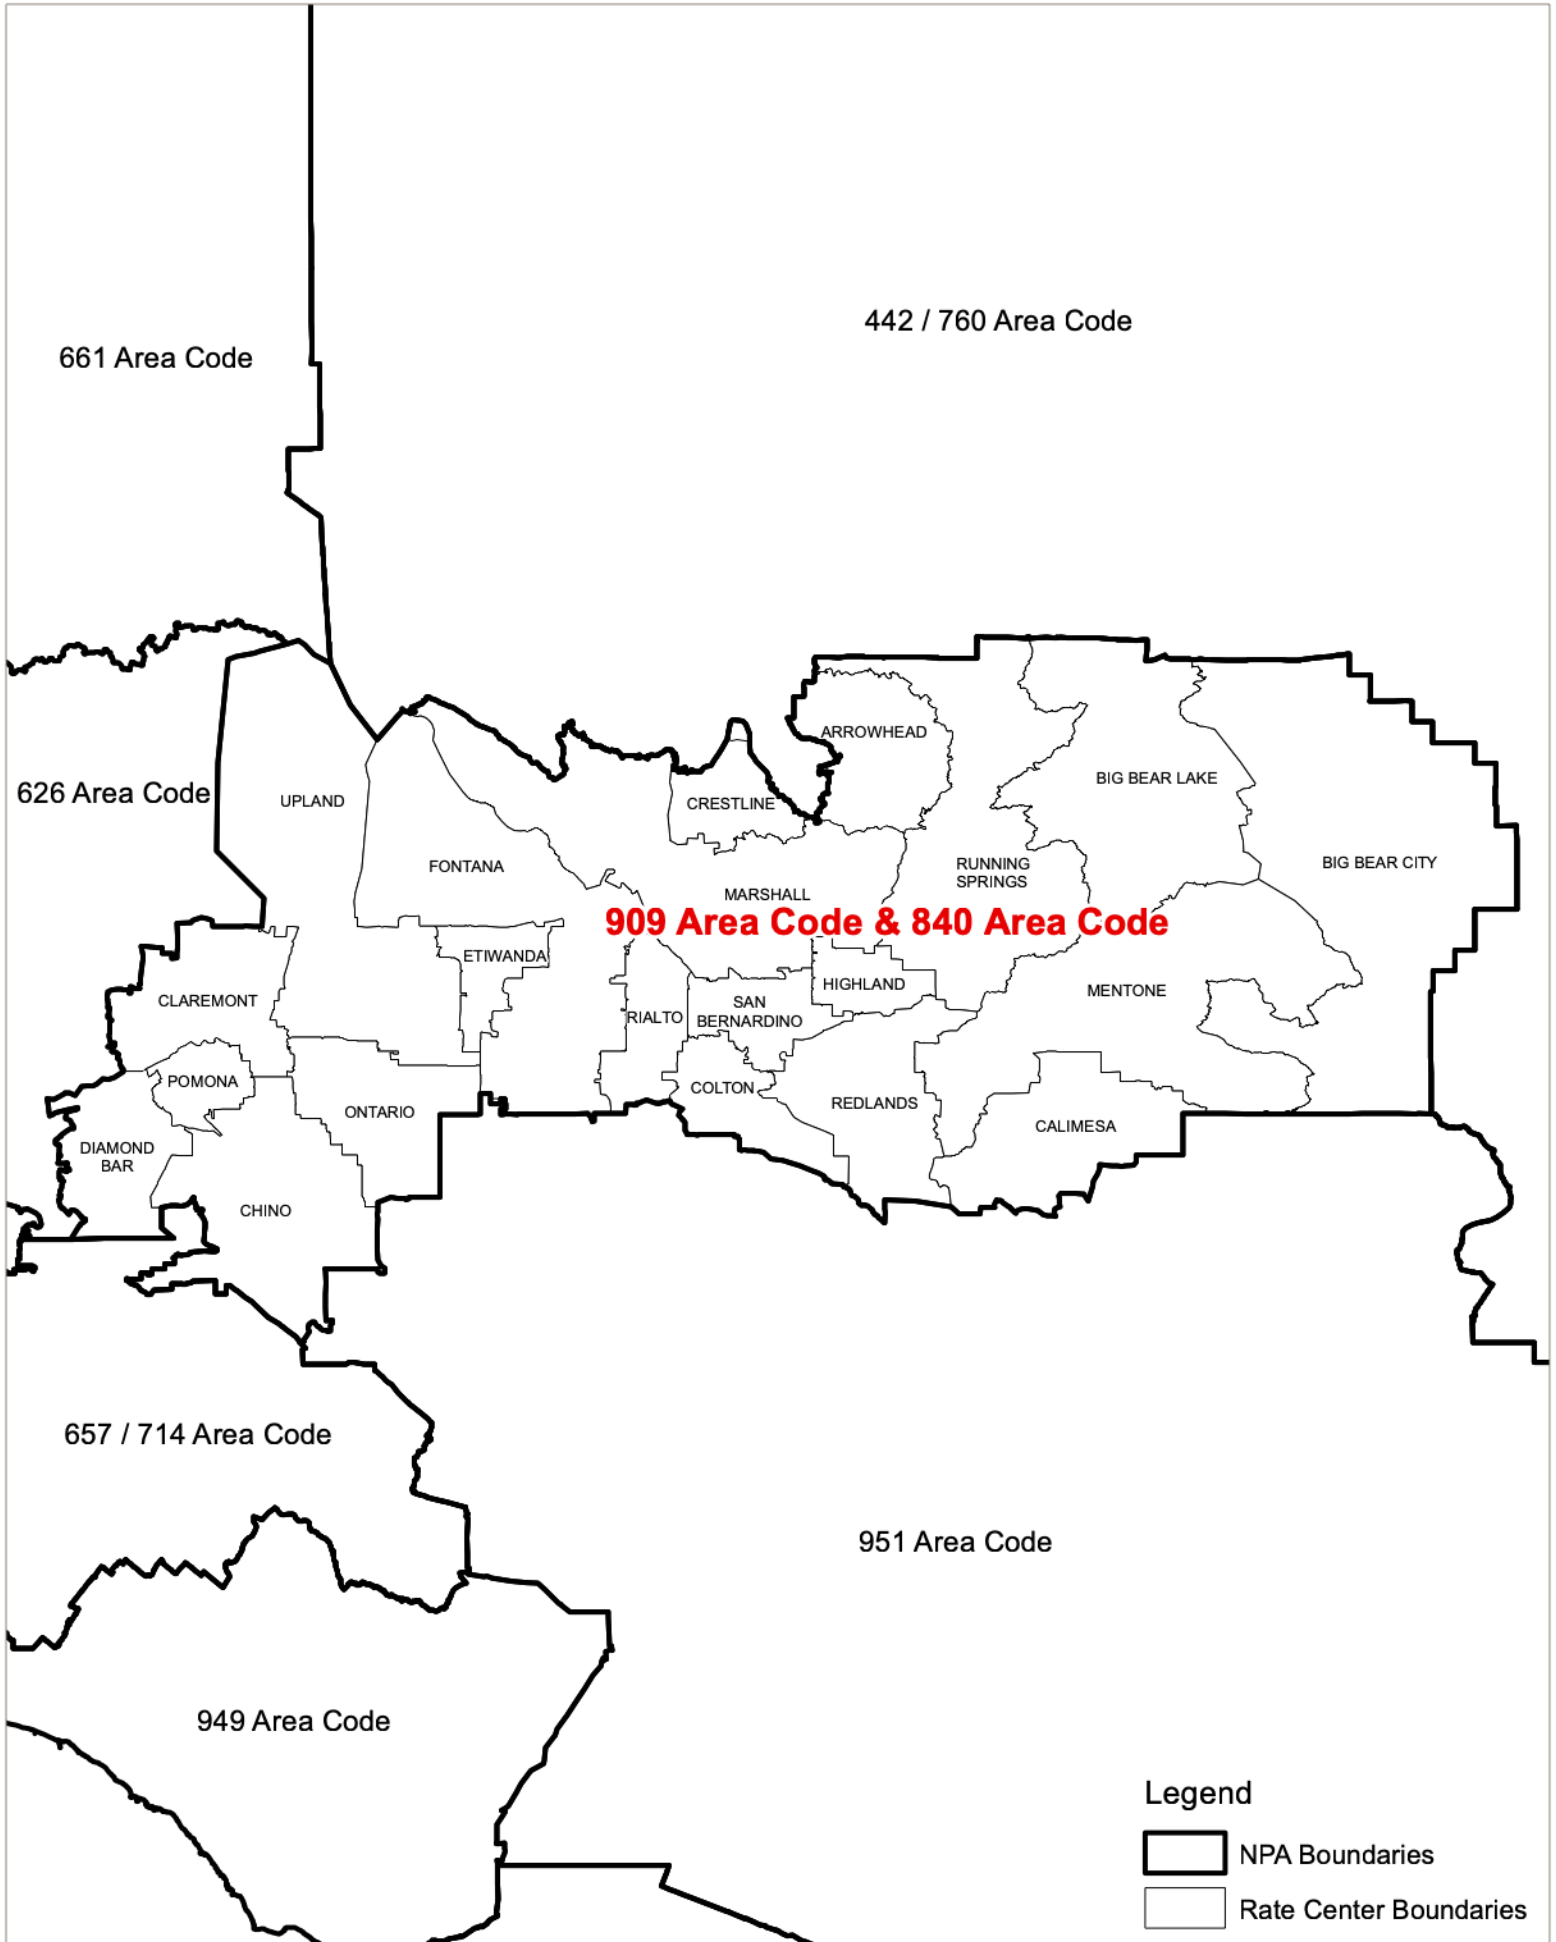 442 / 760 Area Code
661 Area Code
ARROWHEAD
BIG BEAR LAKE
626 Area Code
UPLAND
CRESTLINE
FONTANA
RUNNING
SPRINGS
BIG BEAR CITY
MARSHALL
909 Area Code & 840 Area Code
ETIWANDA
HIGHLAND
MENTONE
CLAREMONT
SAN
BERNARDINO
RIALTO
POMONA
COLTON
REDLANDS
ONTARIO
CALIMESA
DIAMOND
BAR
CHINO
657 / 714 Area Code
951 Area Code
949 Area Code
Legend
NPA Boundaries
Rate Center Boundaries